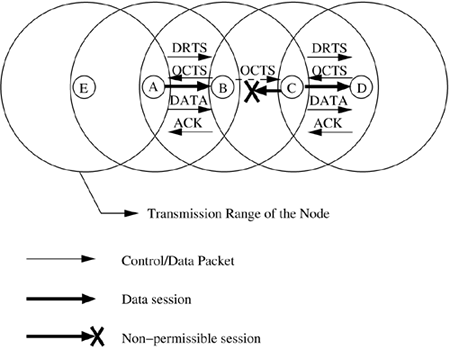 DRTS DRTS
OCTS OCTS OCTS
E A B C D
DATA DATA
ACK ACK
Transmission Range of the Node
Control/Data Packet
Data session
Non-permissible session